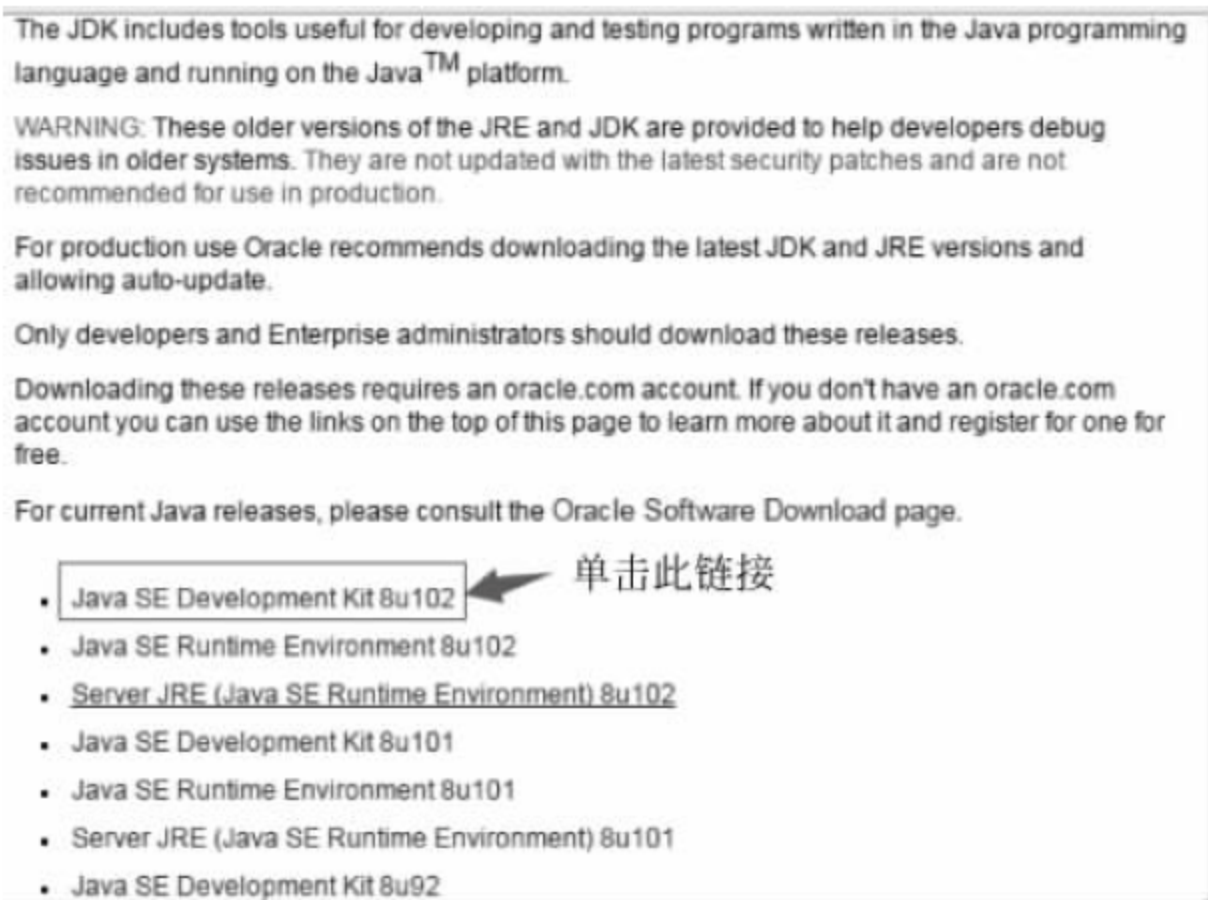 The JDK includes tools useful for developing and testing programs written in the Java programming
language and running on the Java™ platform.
WARNING: These older versions of the JRE and JDK are provided to help developers debug
issues in older systems. They are not updated with the latest security patches and are not
recommended for use in production.
For production use Oracle recommends downloading the latest JDK and JRE versions and
allowing auto-update.
Only developers and Enterprise administrators should download these releases.
Downloading these releases requires an oracle.com account. If you don't have an oracle.com
account you can use the links on the top of this page to learn more about it and register for one for
free.
For current Java releases, please consult the Oracle Software Download page.
▪ Java SE Development Kit 8u102 单击此链接
▪ Java SE Runtime Environment 8u102
▪ Server JRE (Java SE Runtime Environment) 8u102
▪ Java SE Development Kit 8u101
▪ Java SE Runtime Environment 8u101
▪ Server JRE (Java SE Runtime Environment) 8u101
▪ Java SE Development Kit 8u92